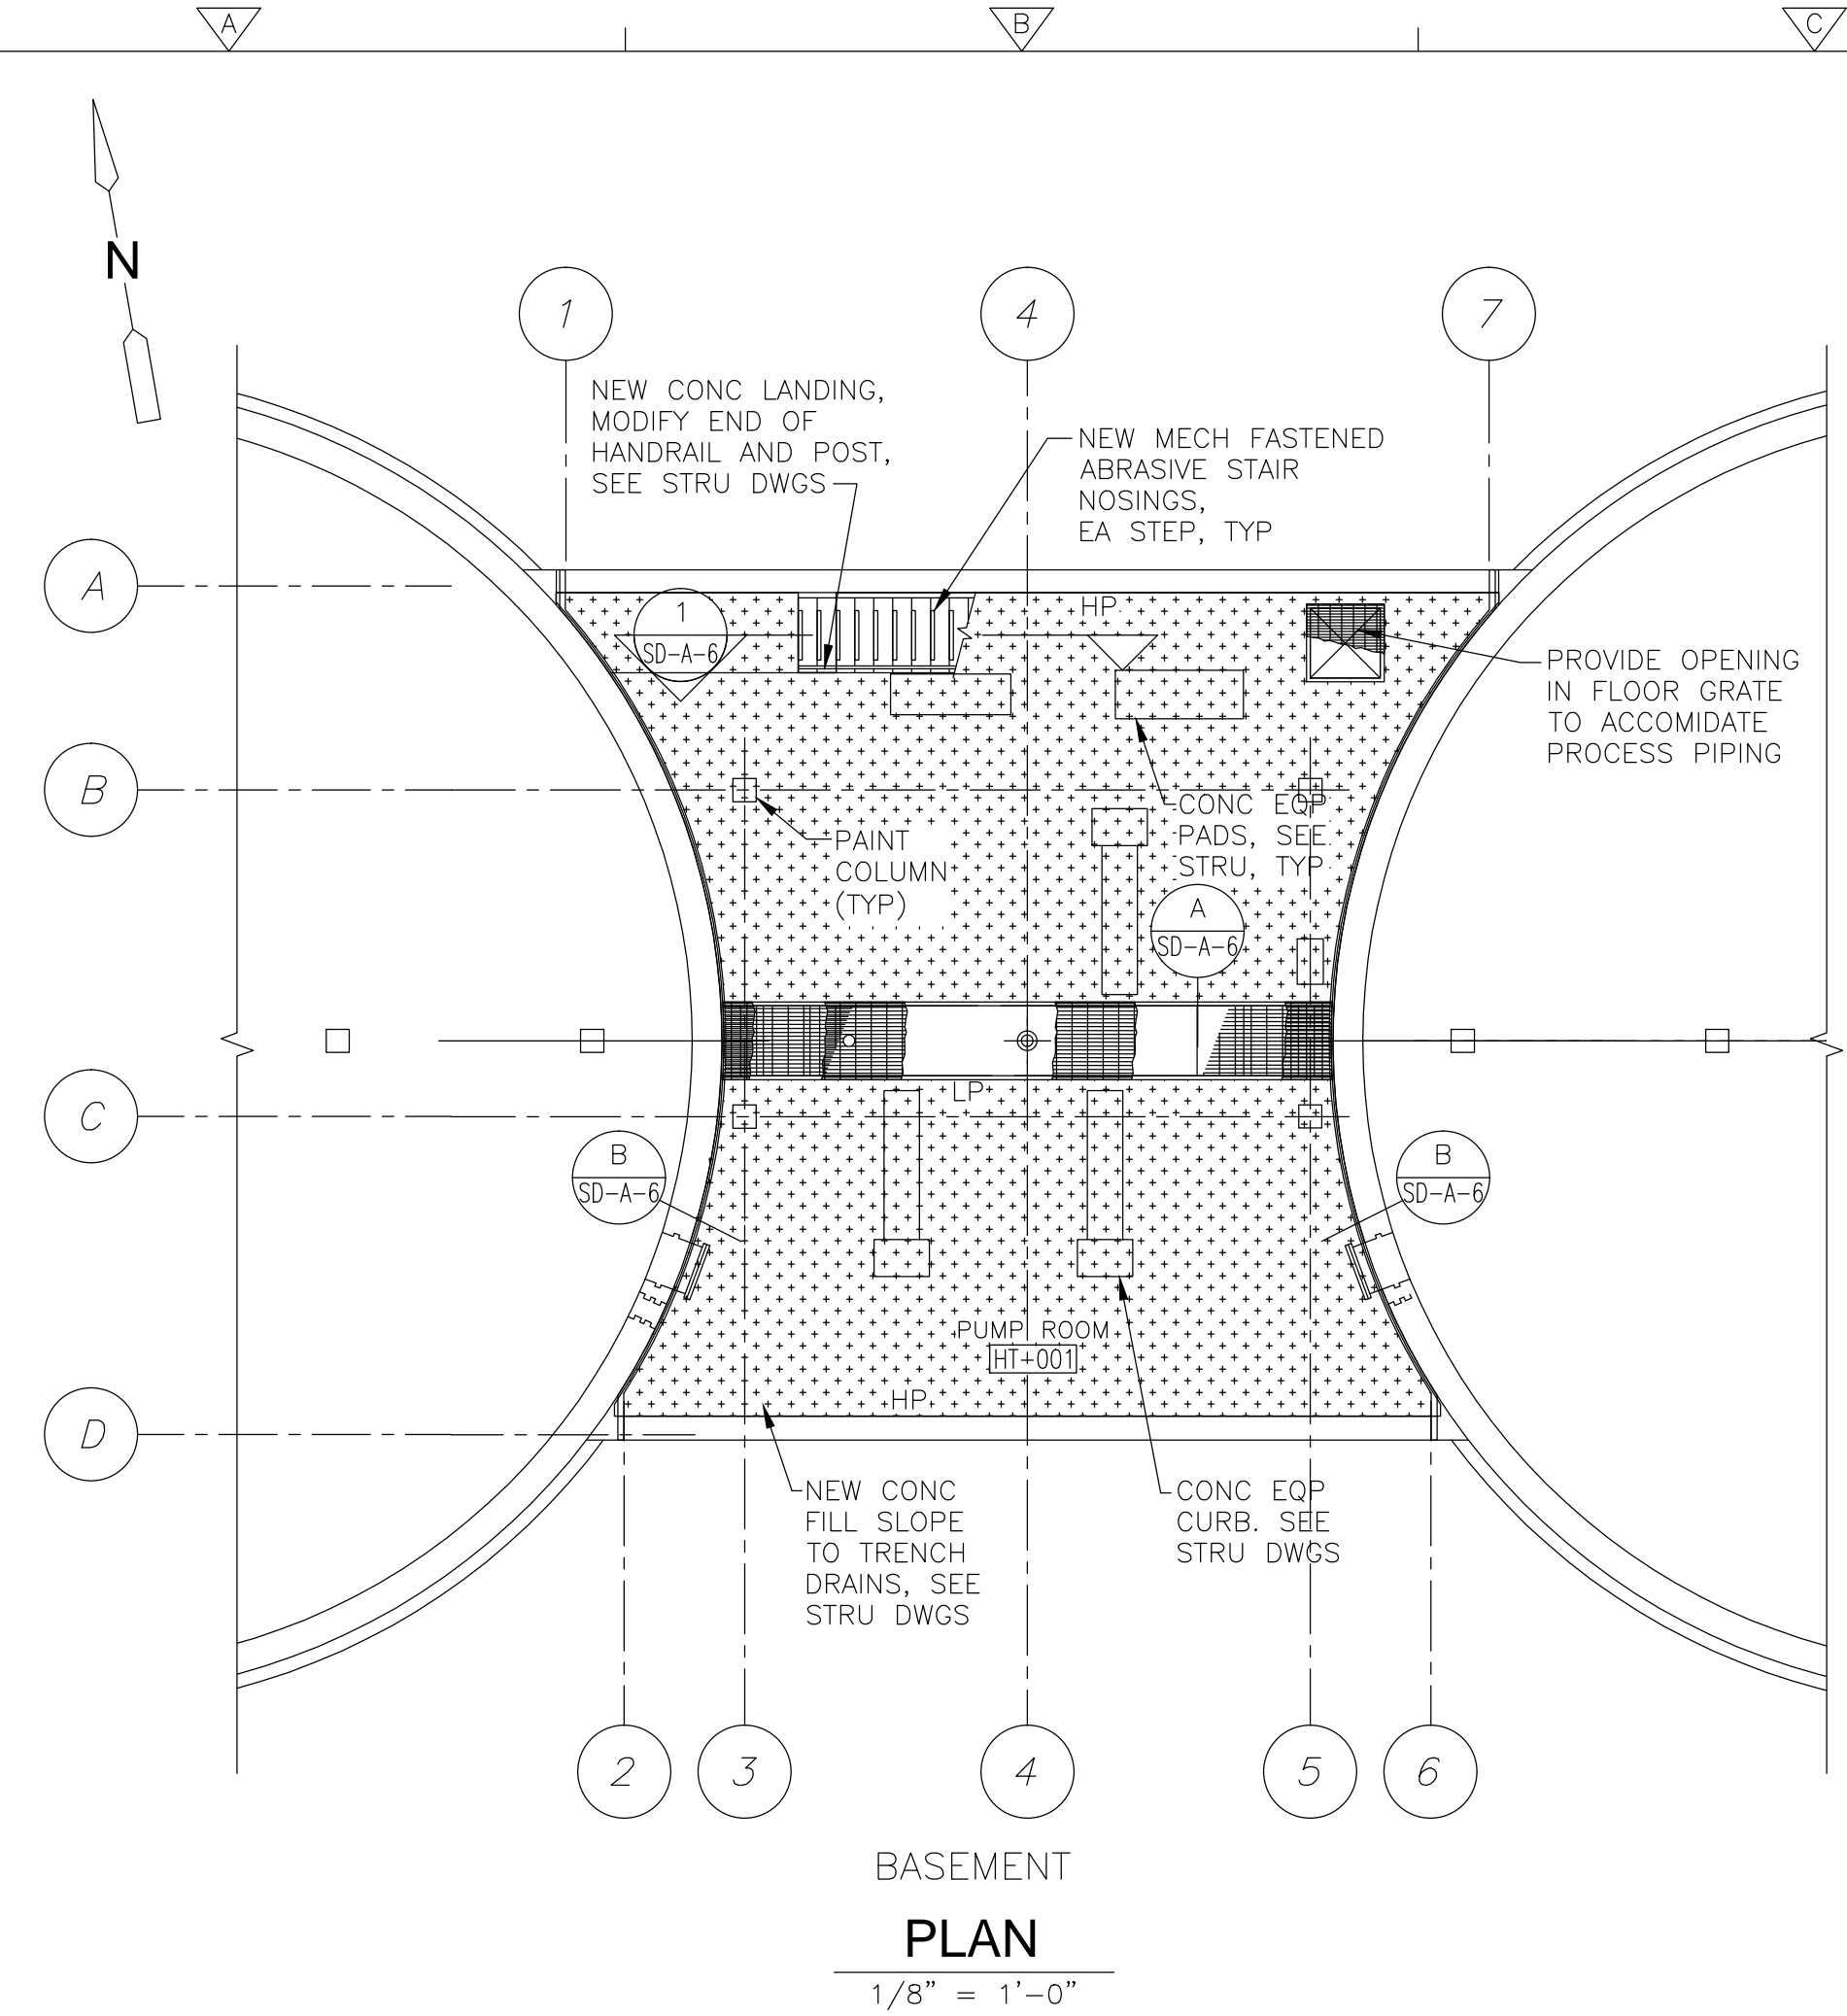 A
B
C
N
1
4
7
NEW CONC LANDING,
MODIFY END OF
HANDRAIL AND POST,
SEE STRU DWGS
NEW MECH FASTENED
ABRASIVE STAIR
NOSINGS,
EA STEP, TYP
A
1
SD-A-6
HP
PROVIDE OPENING
IN FLOOR GRATE
TO ACCOMIDATE
PROCESS PIPING
B
PAINT
COLUMN
(TYP)
CONC EQP
PADS, SEE
STRU, TYP
A
SD-A-6
LP
C
B
SD-A-6
B
SD-A-6
PUMP ROOM
HT-001
HP
D
NEW CONC
FILL SLOPE
TO TRENCH
DRAINS, SEE
STRU DWGS
CONC EQP
CURB. SEE
STRU DWGS
2
3
4
5
6
BASEMENT
PLAN
1/8" = 1'-0"